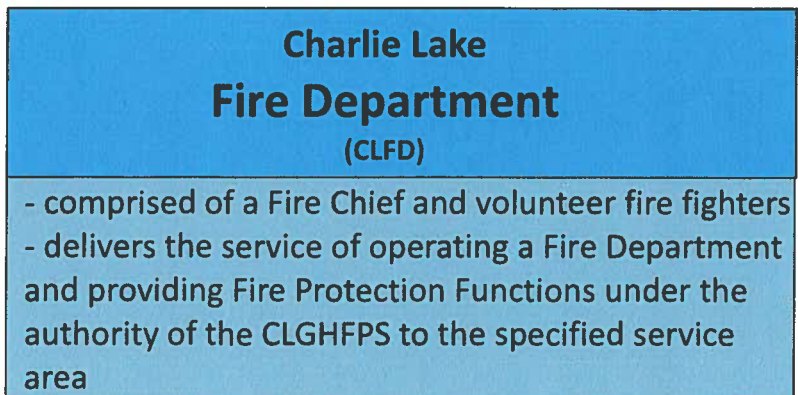 Charlie Lake
Fire Department
(CLFD)
- comprised of a Fire Chief and volunteer fire fighters
- delivers the service of operating a Fire Department
and providing Fire Protection Functions under the
authority of the CLGHFPS to the specified service
area